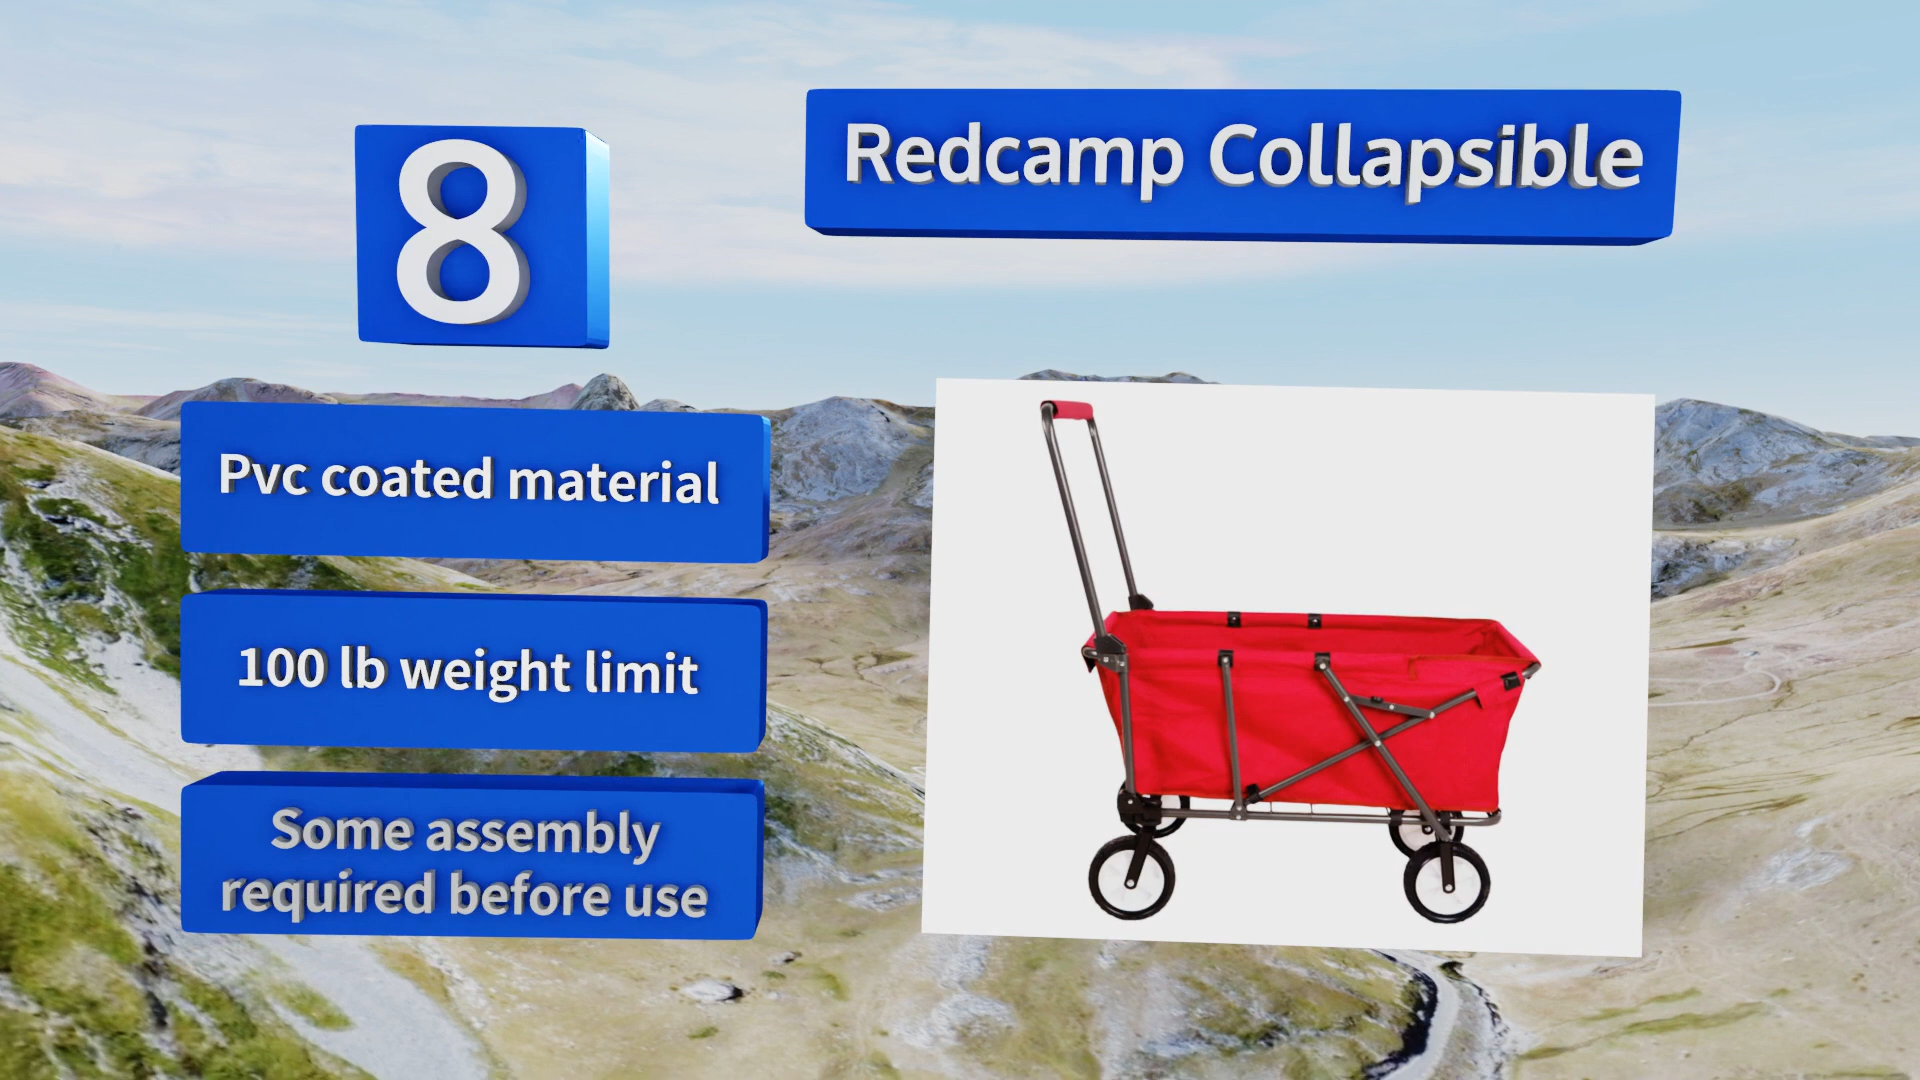 8
Redcamp Collapsible
Pvc coated material
100 lb weight limit
Some assembly
required before use